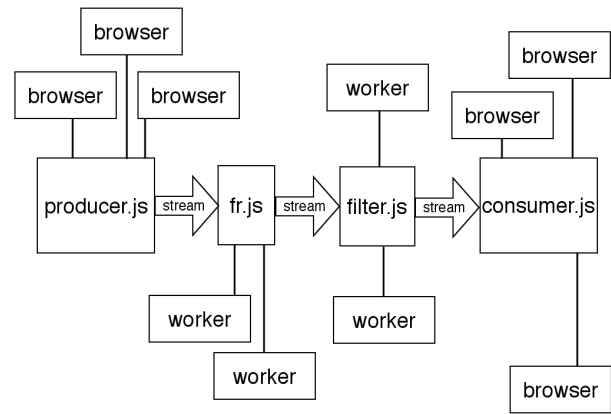 browser
browser
browser
browser
browser
worker
producer.js
stream
fr.js
stream
filter.js
stream
consumer.js
worker
worker
worker
browser